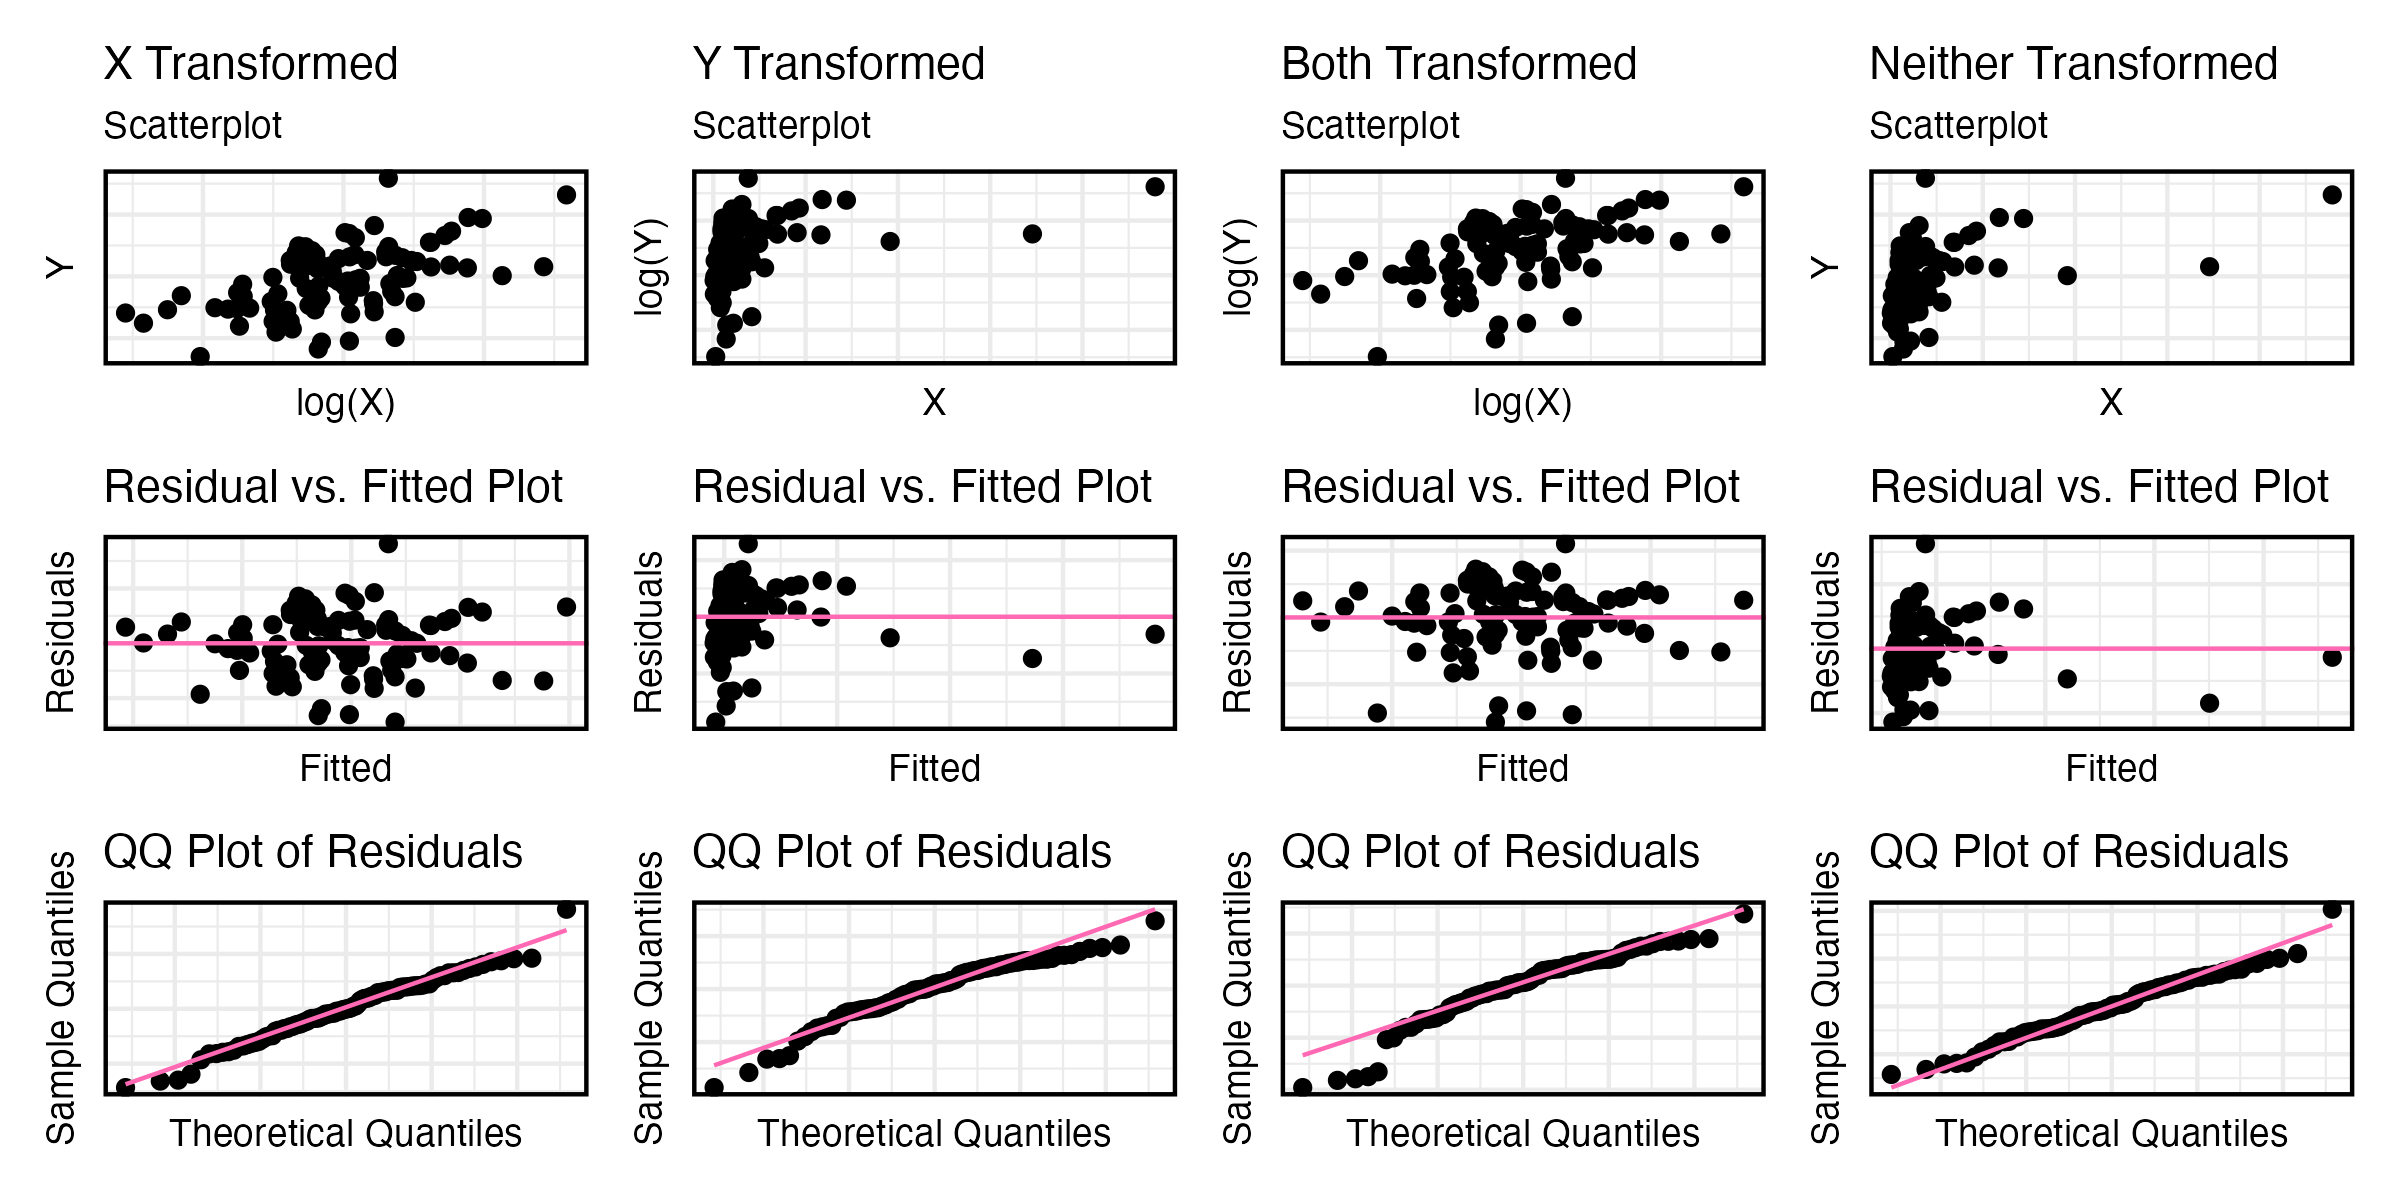 X Transformed
Scatterplot
Y
log(X)
Residual vs. Fitted Plot
Residuals
Fitted
QQ Plot of Residuals
Sample Quantiles
Theoretical Quantiles
Y Transformed
Scatterplot
log(Y)
X
Residual vs. Fitted Plot
Residuals
Fitted
QQ Plot of Residuals
Sample Quantiles
Theoretical Quantiles
Both Transformed
Scatterplot
log(Y)
log(X)
Residual vs. Fitted Plot
Residuals
Fitted
QQ Plot of Residuals
Sample Quantiles
Theoretical Quantiles
Neither Transformed
Scatterplot
Y
X
Residual vs. Fitted Plot
Residuals
Fitted
QQ Plot of Residuals
Sample Quantiles
Theoretical Quantiles